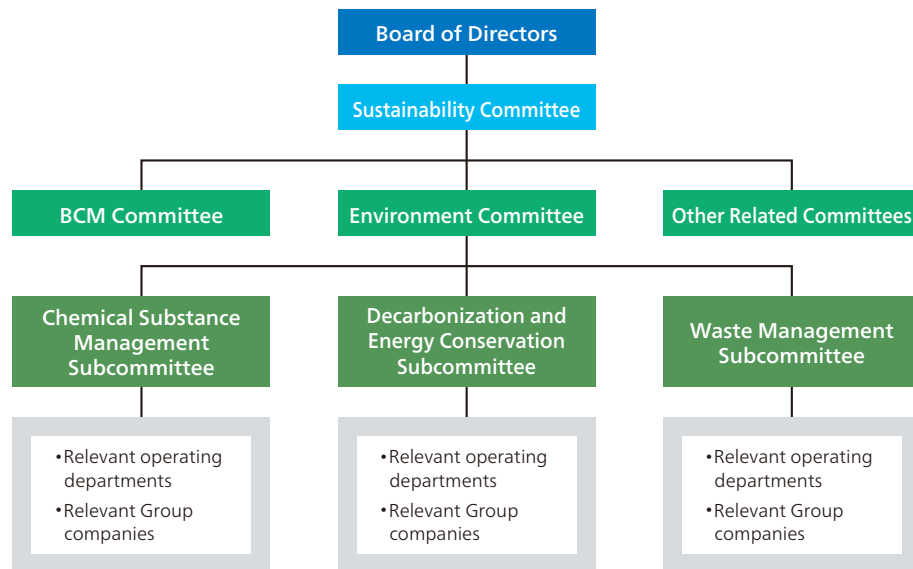 Board of Directors
Sustainability Committee
BCM Committee
Environment Committee
Other Related Committees
Chemical Substance
Management
Subcommittee
Decarbonization and
Energy Conservation
Subcommittee
Waste Management
Subcommittee
•Relevant operating
departments
•Relevant Group
companies
•Relevant operating
departments
•Relevant Group
companies
•Relevant operating
departments
•Relevant Group
companies